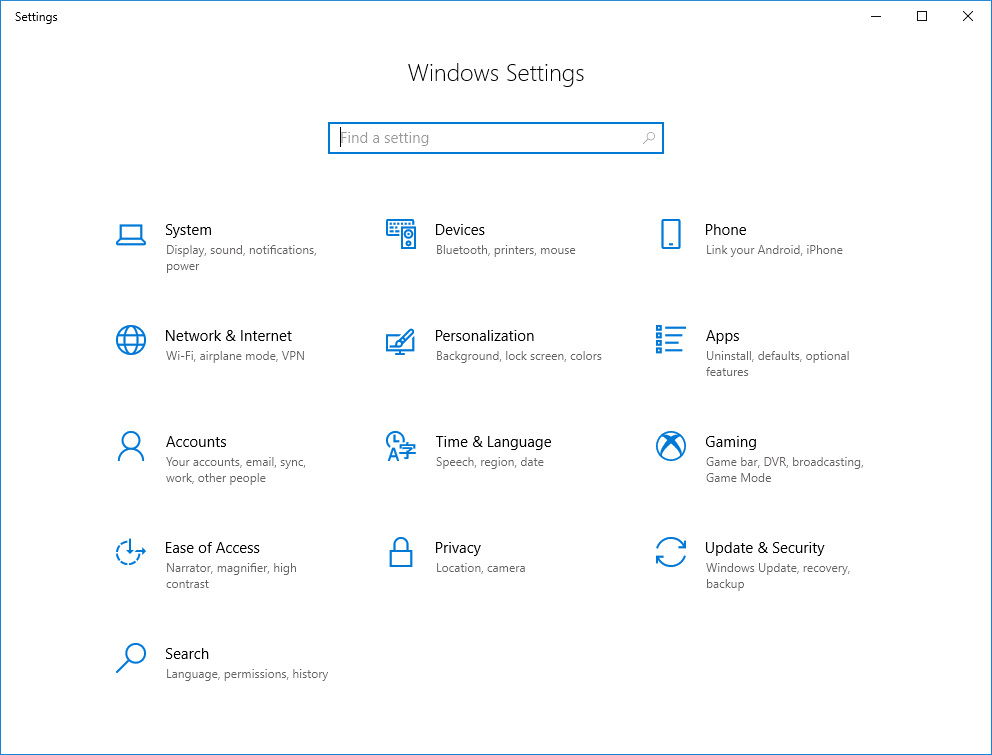 Settings
Windows Settings
Find a setting
System
Display, sound, notifications,
power
Devices
Bluetooth, printers, mouse
Phone
Link your Android, iPhone
Network & Internet
Wi-Fi, airplane mode, VPN
Personalization
Background, lock screen, colors
Apps
Uninstall, defaults, optional
features
Accounts
Your accounts, email, sync,
work, other people
Time & Language
Speech, region, date
Gaming
Game bar, DVR, broadcasting,
Game Mode
Ease of Access
Narrator, magnifier, high
contrast
Privacy
Location, camera
Update & Security
Windows Update, recovery,
backup
Search
Language, permissions, history